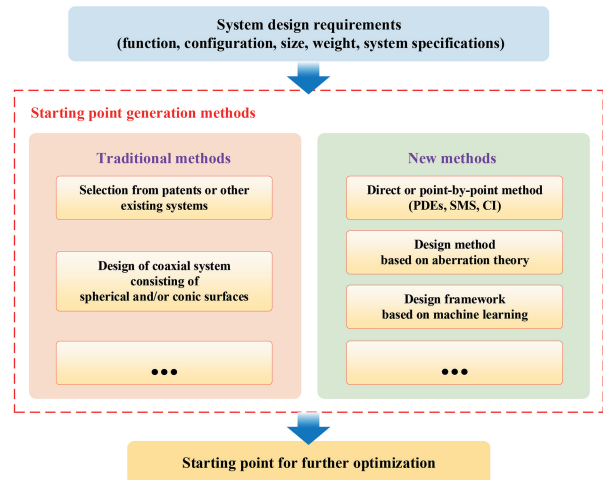 System design requirements
(function, configuration, size, weight, system specifications)
Starting point generation methods
Traditional methods
Selection from patents or other
existing systems
Design of coaxial system
consisting of
spherical and/or conic surfaces
•••
New methods
Direct or point-by-point method
(PDEs, SMS, CI)
Design method
based on aberration theory
Design framework
based on machine learning
•••
Starting point for further optimization